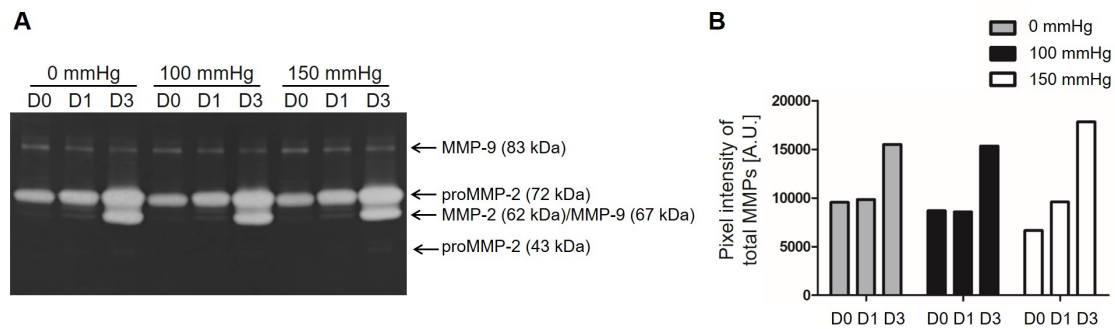 A
0 mmHg 100 mmHg 150 mmHg
D0 D1 D3 D0 D1 D3 D0 D1 D3
MMP-9 (83 kDa)
proMMP-2 (72 kDa)
MMP-2 (62 kDa)/MMP-9 (67 kDa)
proMMP-2 (43 kDa)
B
0 mmHg
100 mmHg
150 mmHg
Pixel intensity of
total MMPs [A.U.]
20000
15000
10000
5000
0
D0 D1 D3 D0 D1 D3 D0 D1 D3